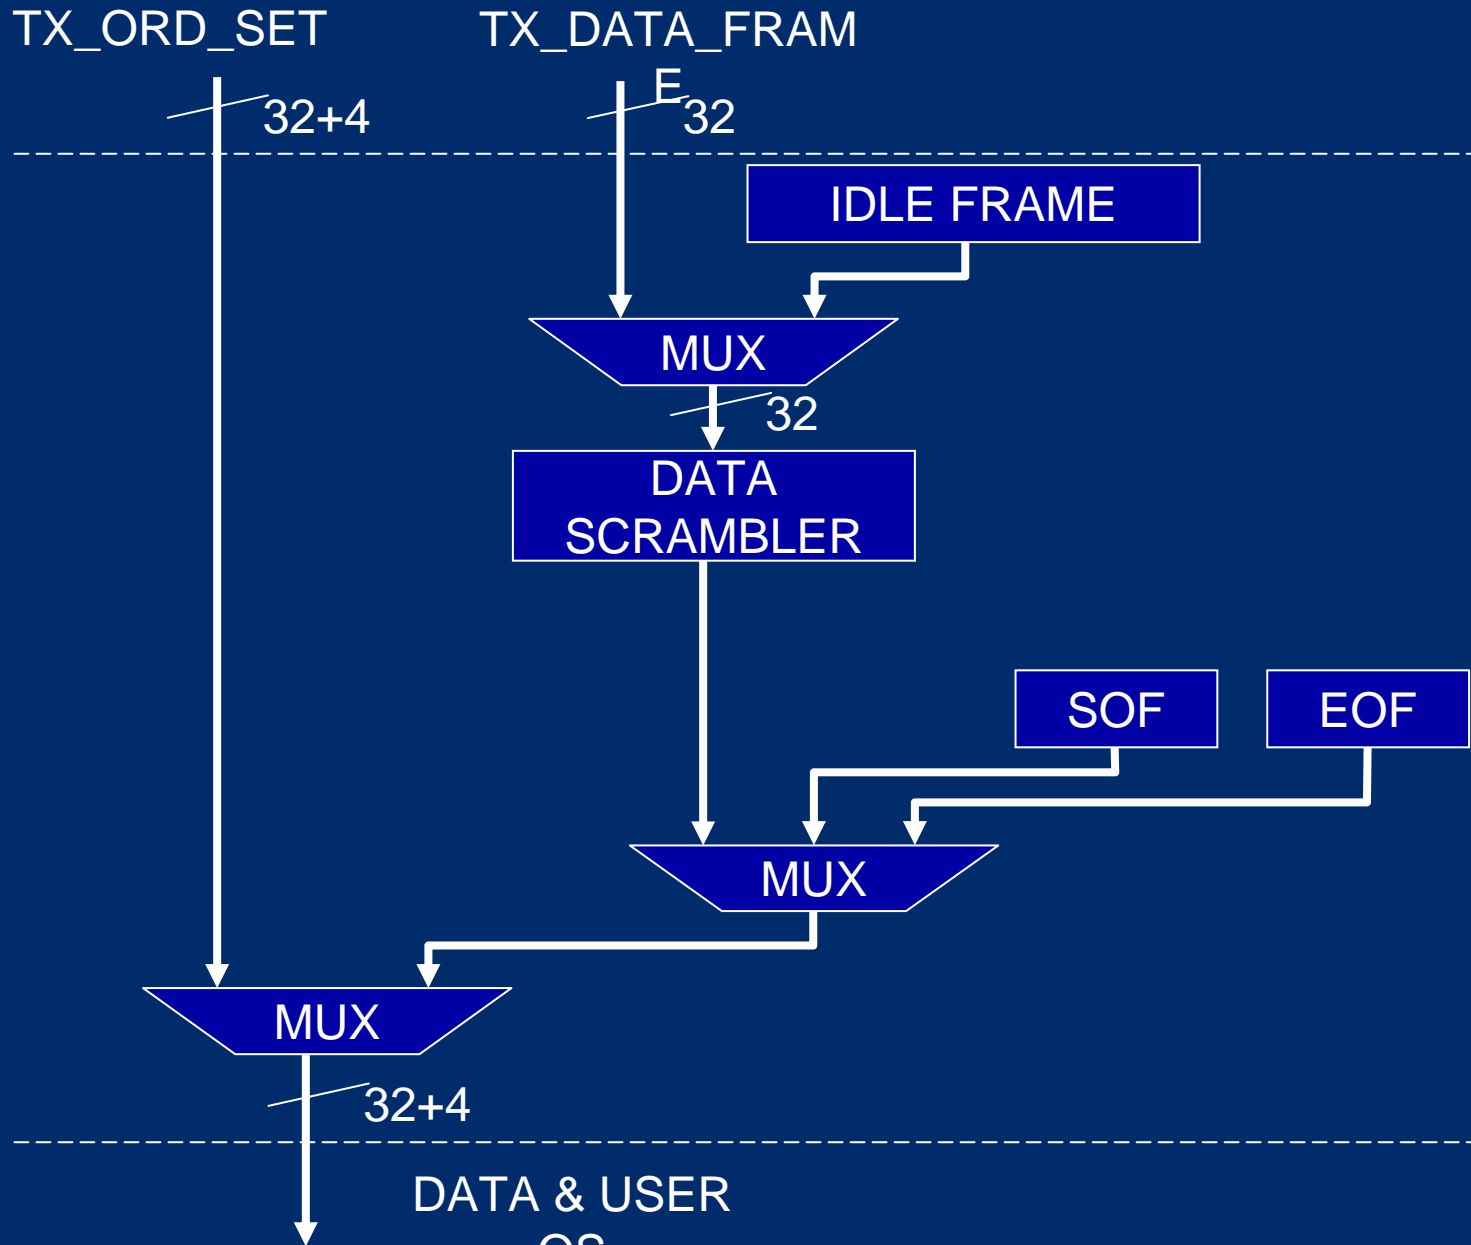 TX_ORD_SET
TX_DATA_FRAM
E
32+4
32
IDLE FRAME
MUX
32
DATA
SCRAMBLER
SOF
EOF
MUX
MUX
32+4
DATA & USER
OS